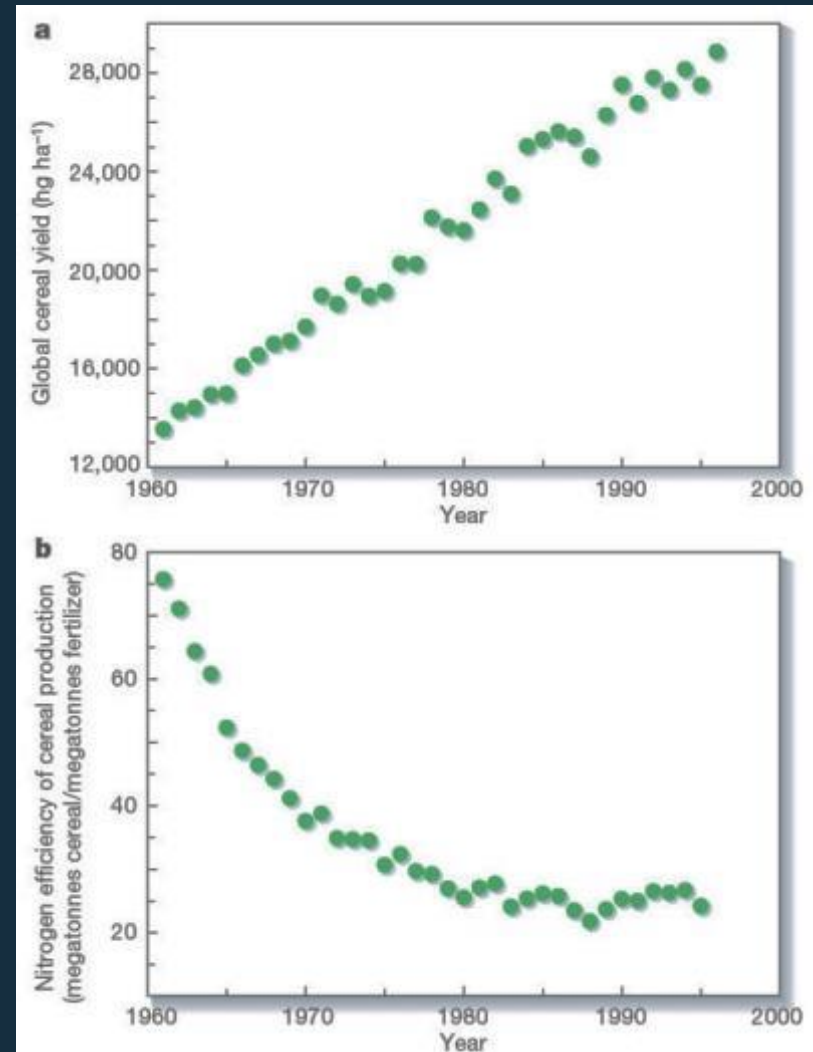 a
Global cereal yield (hg ha⁻¹)
28,000
24,000
20,000
16,000
12,000
1960 1970 1980 1990 2000
Year
b
Nitrogen efficiency of cereal production
(megatonnes cereal/megatonnes fertilizer)
80
60
40
20
1960 1970 1980 1990 2000
Year